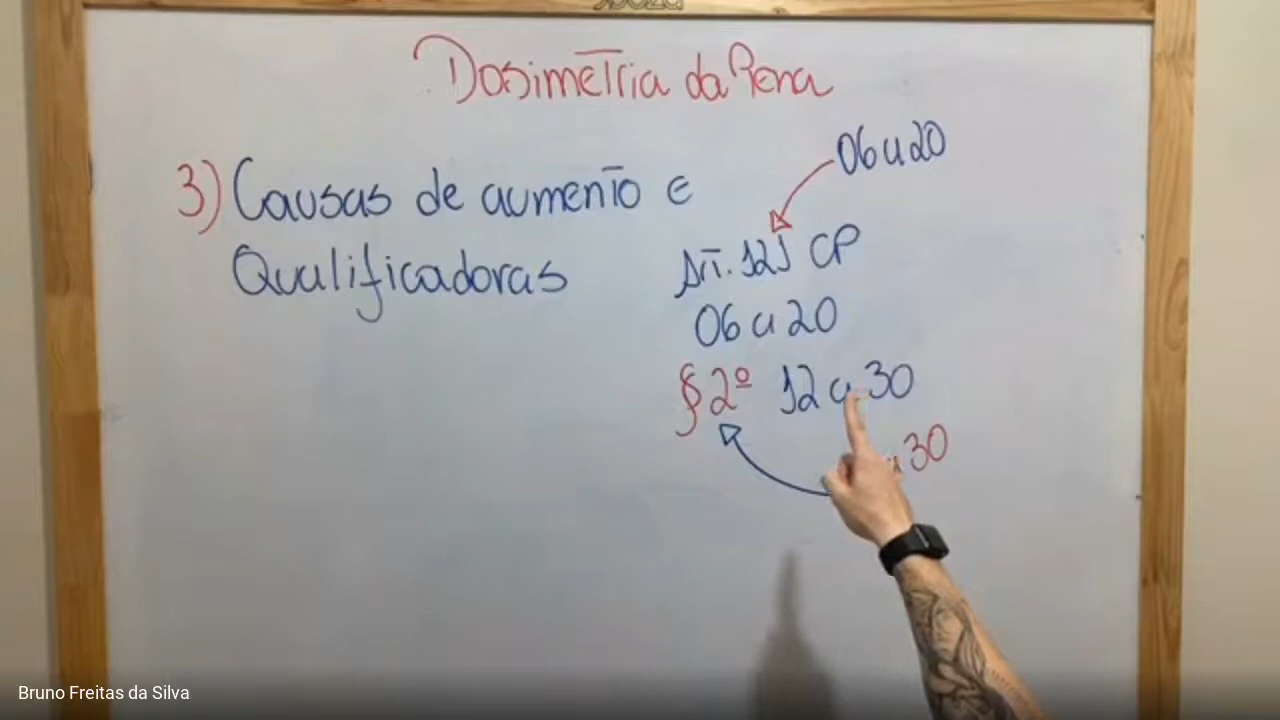 Dosimetria da Pena
3) Causas de aumento e
Qualificadoras
06 a 20
Art. 121 CP
06 a 20
§ 2º 12 a 30
a 30
Bruno Freitas da Silva